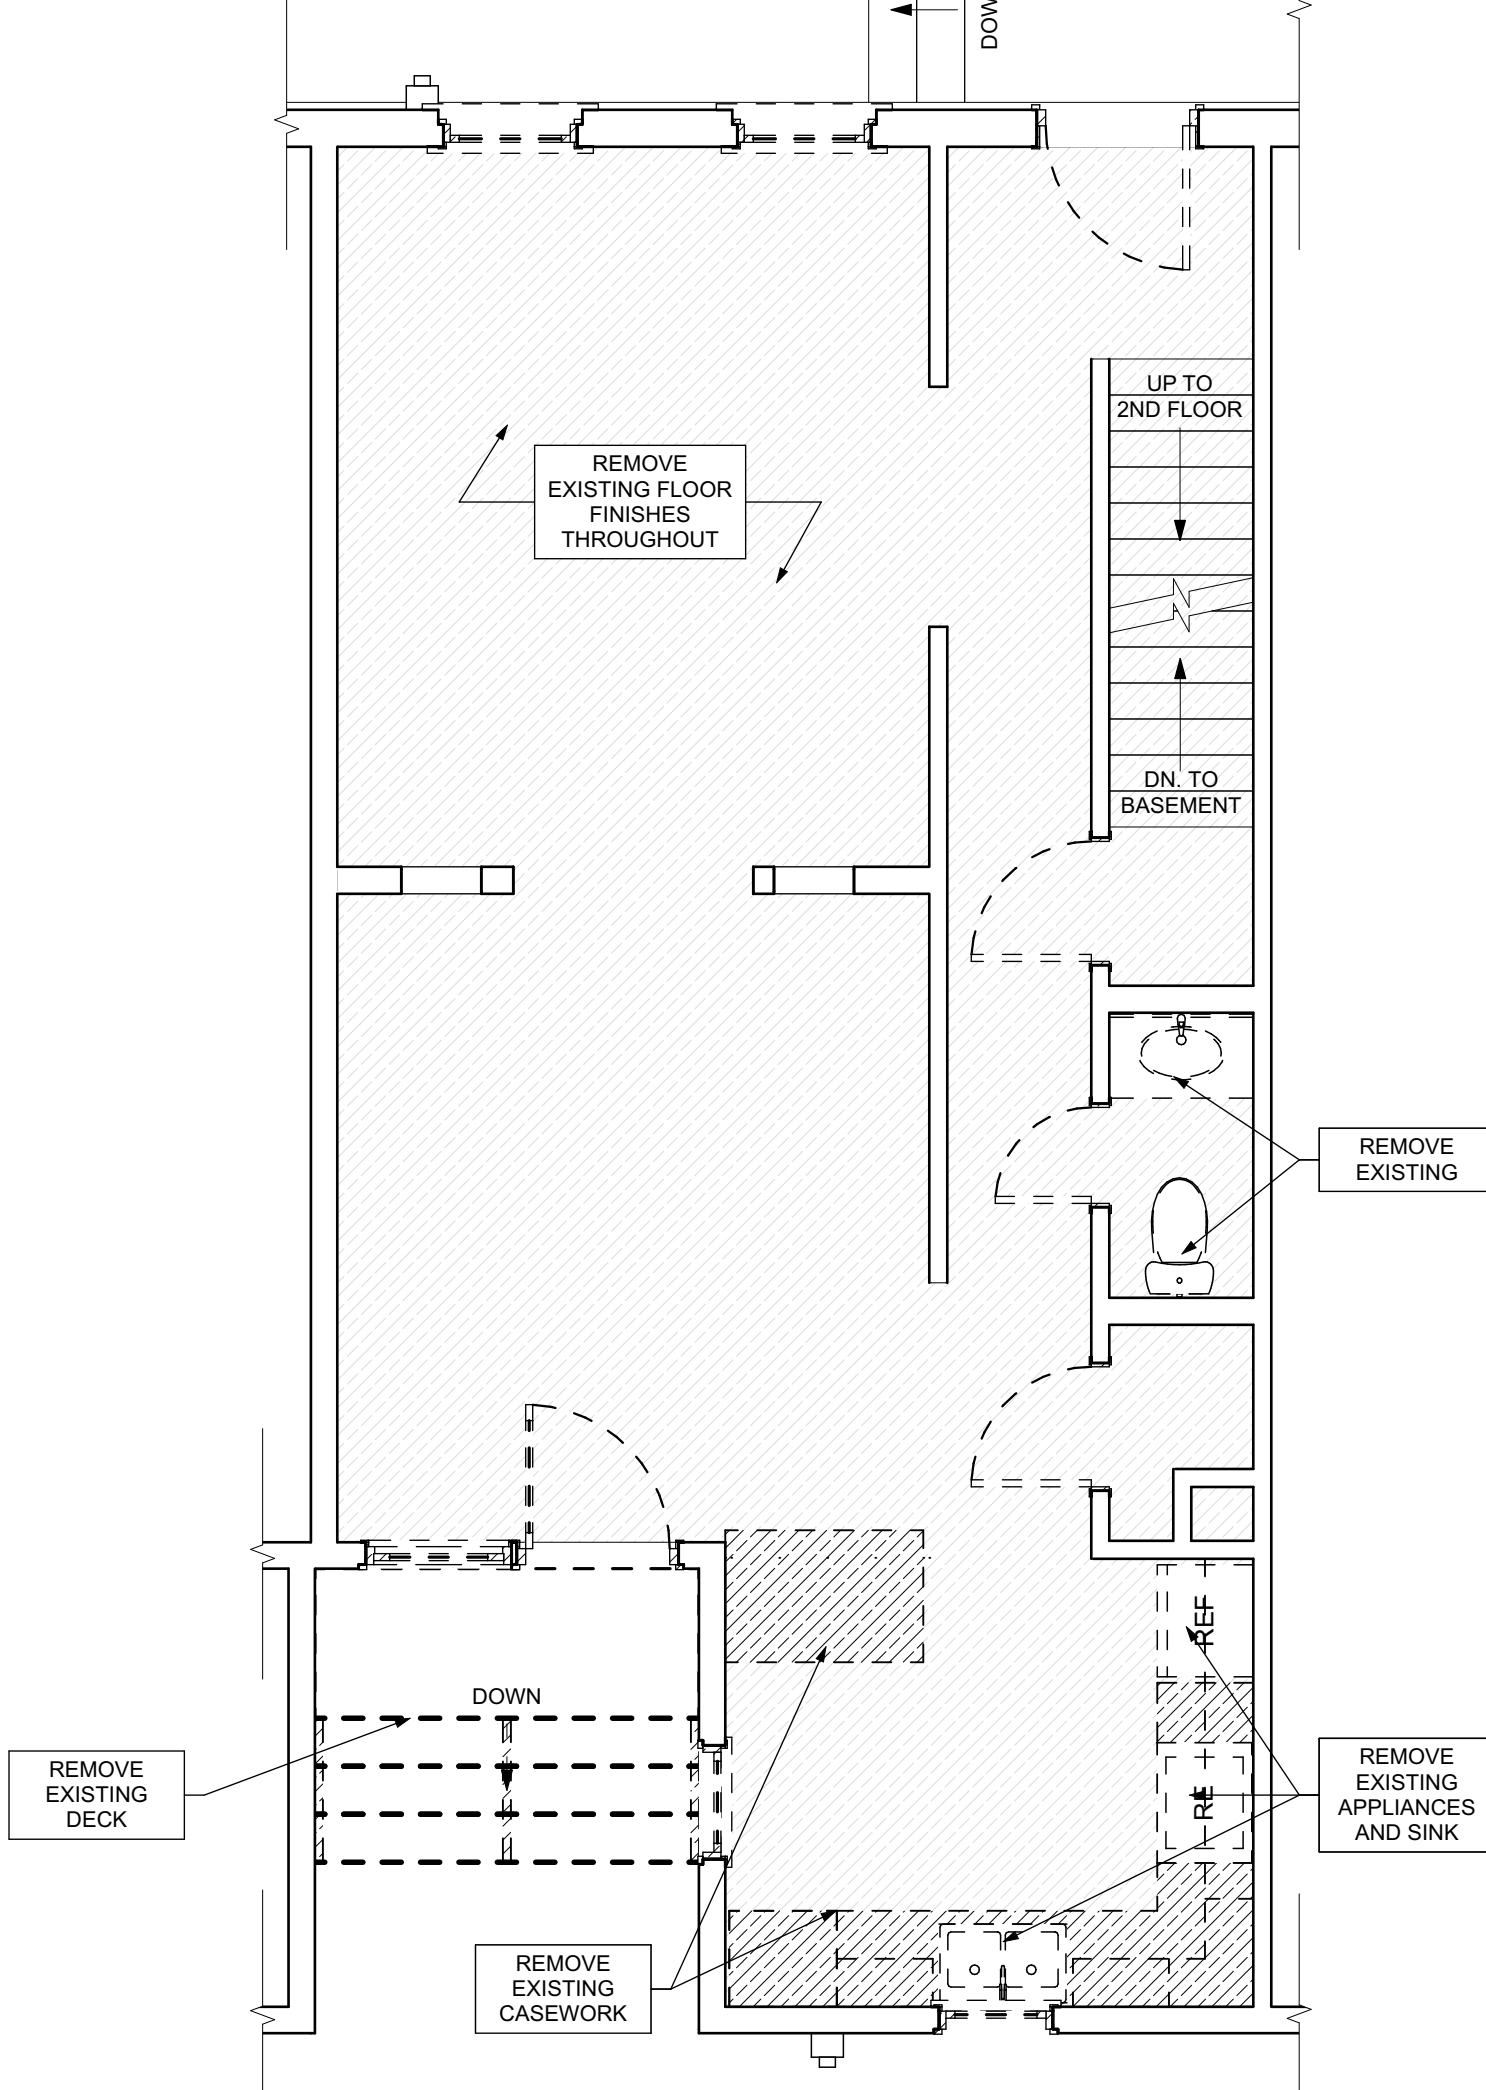 DOW
UP TO
2ND FLOOR
REMOVE
EXISTING FLOOR
FINISHES
THROUGHOUT
DN. TO
BASEMENT
REMOVE
EXISTING
REF
DOWN
REMOVE
EXISTING
DECK
RE
REMOVE
EXISTING
APPLIANCES
AND SINK
REMOVE
EXISTING
CASEWORK